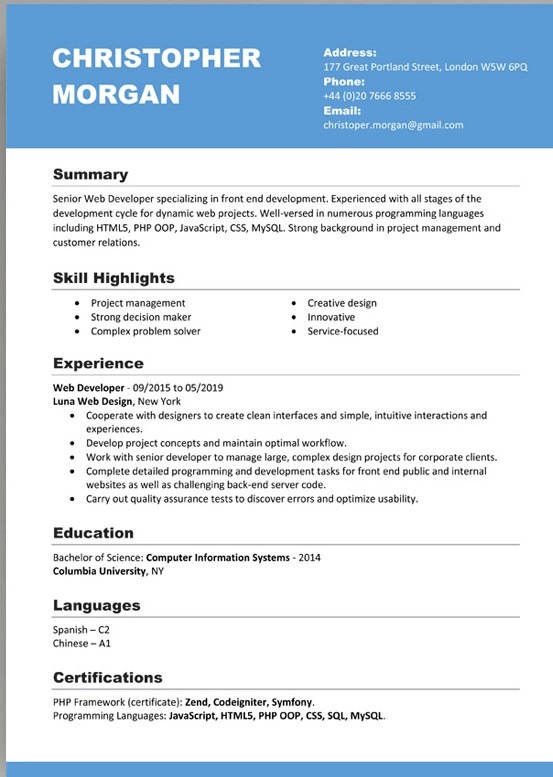 CHRISTOPHER
MORGAN
Address:
177 Great Portland Street, London W5W 6PQ
Phone:
+44 (0)20 7666 8555
Email:
christoper.morgan@gmail.com
Summary
Senior Web Developer specializing in front end development. Experienced with all stages of the
development cycle for dynamic web projects. Well-versed in numerous programming languages
including HTML5, PHP OOP, JavaScript, CSS, MySQL. Strong background in project management and
customer relations.
Skill Highlights
• Project management
• Strong decision maker
• Complex problem solver
• Creative design
• Innovative
• Service-focused
Experience
Web Developer - 09/2015 to 05/2019
Luna Web Design, New York
• Cooperate with designers to create clean interfaces and simple, intuitive interactions and
experiences.
• Develop project concepts and maintain optimal workflow.
• Work with senior developer to manage large, complex design projects for corporate clients.
• Complete detailed programming and development tasks for front end public and internal
websites as well as challenging back-end server code.
• Carry out quality assurance tests to discover errors and optimize usability.
Education
Bachelor of Science: Computer Information Systems - 2014
Columbia University, NY
Languages
Spanish – C2
Chinese – A1
Certifications
PHP Framework (certificate): Zend, Codeigniter, Symfony.
Programming Languages: JavaScript, HTML5, PHP OOP, CSS, SQL, MySQL.